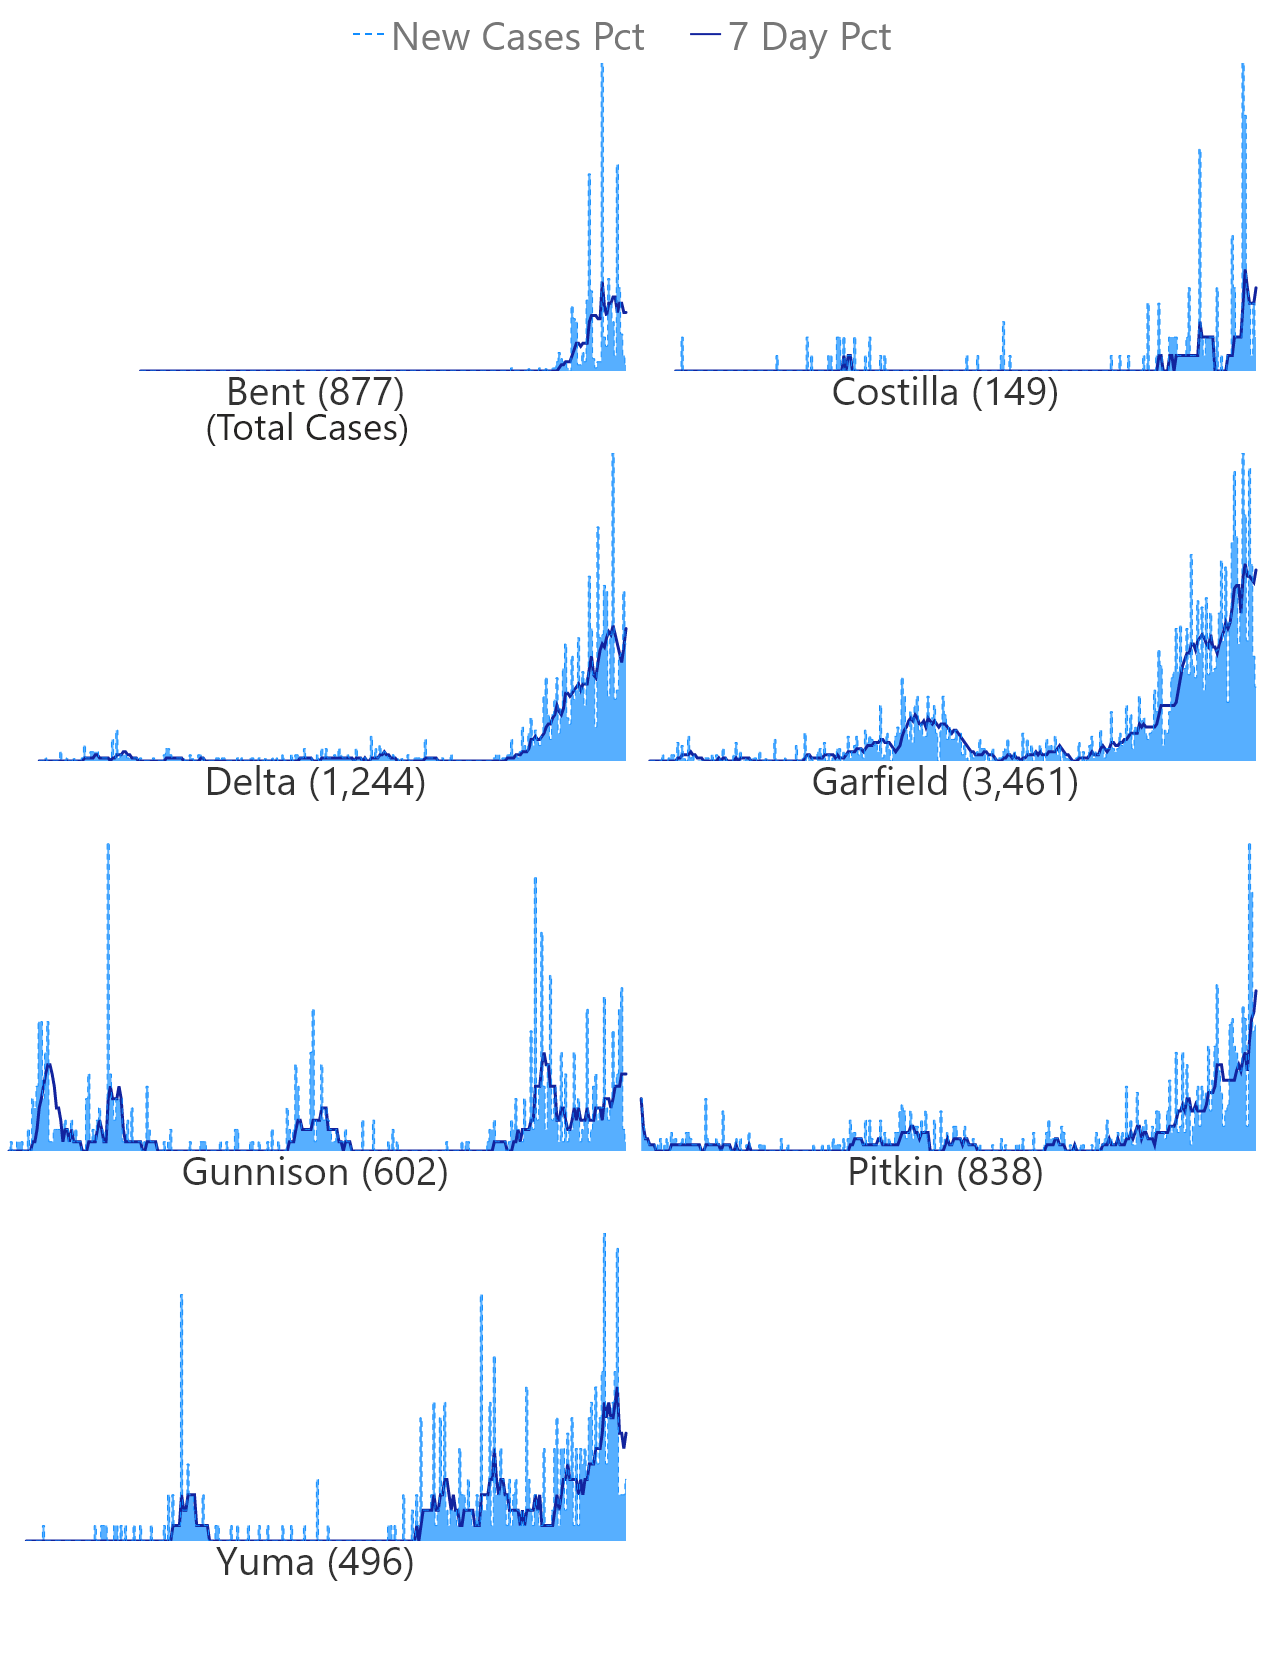 New Cases Pct 7 Day Pct
Bent (877)
(Total Cases)
Costilla (149)
Delta (1,244)
Garfield (3,461)
Gunnison (602)
Pitkin (838)
Yuma (496)